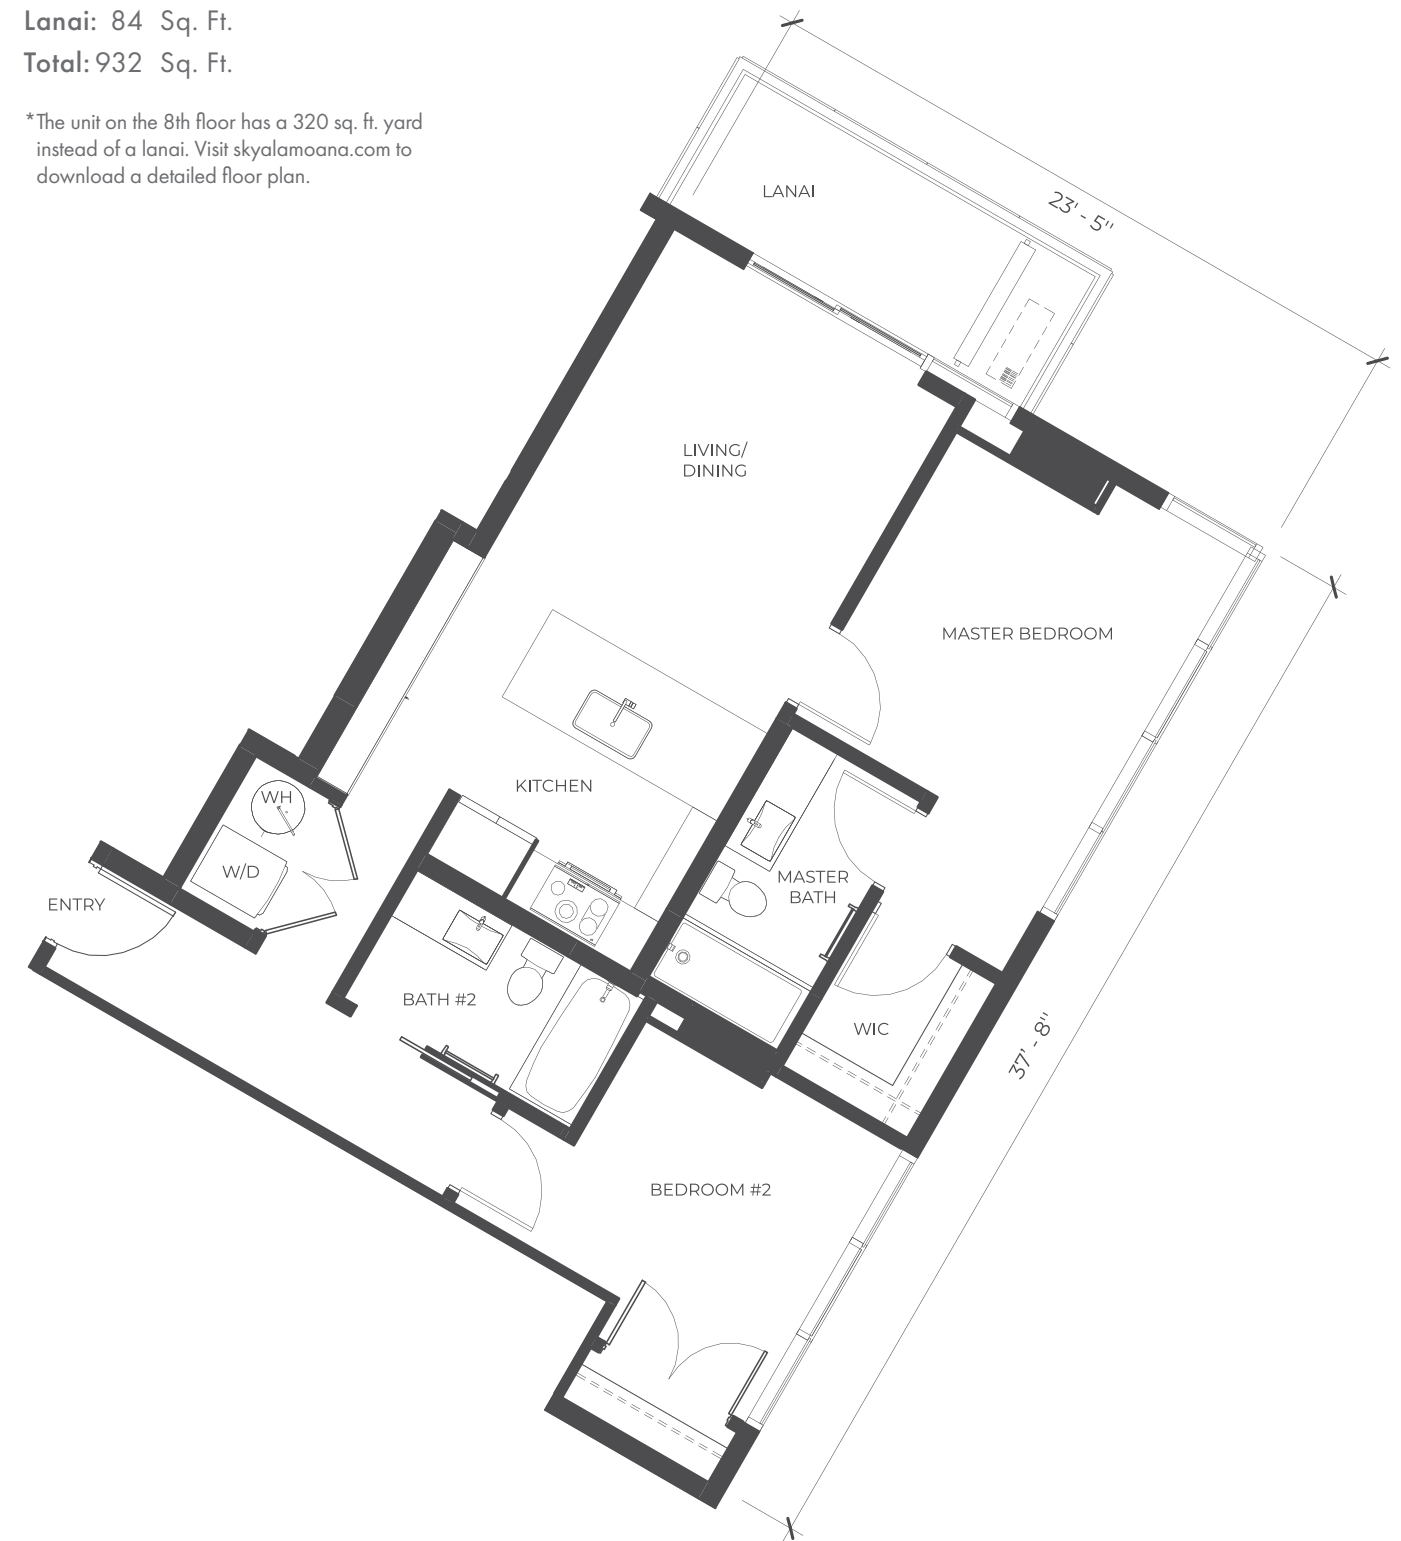 Lanai: 84 Sq. Ft.
Total: 932 Sq. Ft.
*The unit on the 8th floor has a 320 sq. ft. yard
instead of a lanai. Visit skyalamoana.com to
download a detailed floor plan.
LANAI
23' - 5"
LIVING/
DINING
MASTER BEDROOM
KITCHEN
WH
W/D
MASTER
BATH
ENTRY
BATH #2
WIC
37' - 8"
BEDROOM #2